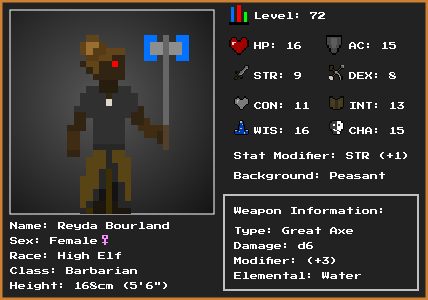 Level: 72
HP: 16 AC: 15
STR: 9 DEX: 8
CON: 11 INT: 13
WIS: 16 CHA: 15
Stat Modifier: STR (+1)
Background: Peasant
Name: Reyda Bourland
Sex: Female♀
Race: High Elf
Class: Barbarian
Height: 168cm (5'6")
Weapon Information:
Type: Great Axe
Damage: d6
Modifier: (+3)
Elemental: Water